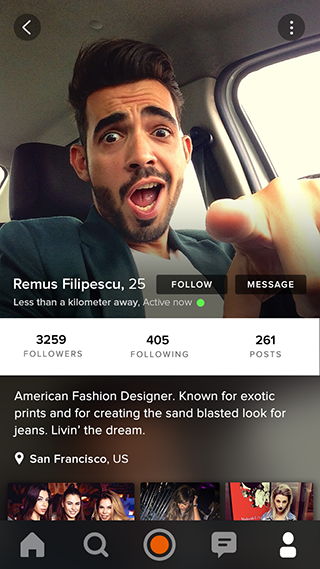 Remus Filipescu, 25
FOLLOW
MESSAGE
Less than a kilometer away, Active now
3259
405
261
FOLLOWERS
FOLLOWING
POSTS
American Fashion Designer. Known for exotic
prints and for creating the sand blasted look for
jeans. Livin’ the dream.
San Francisco, US